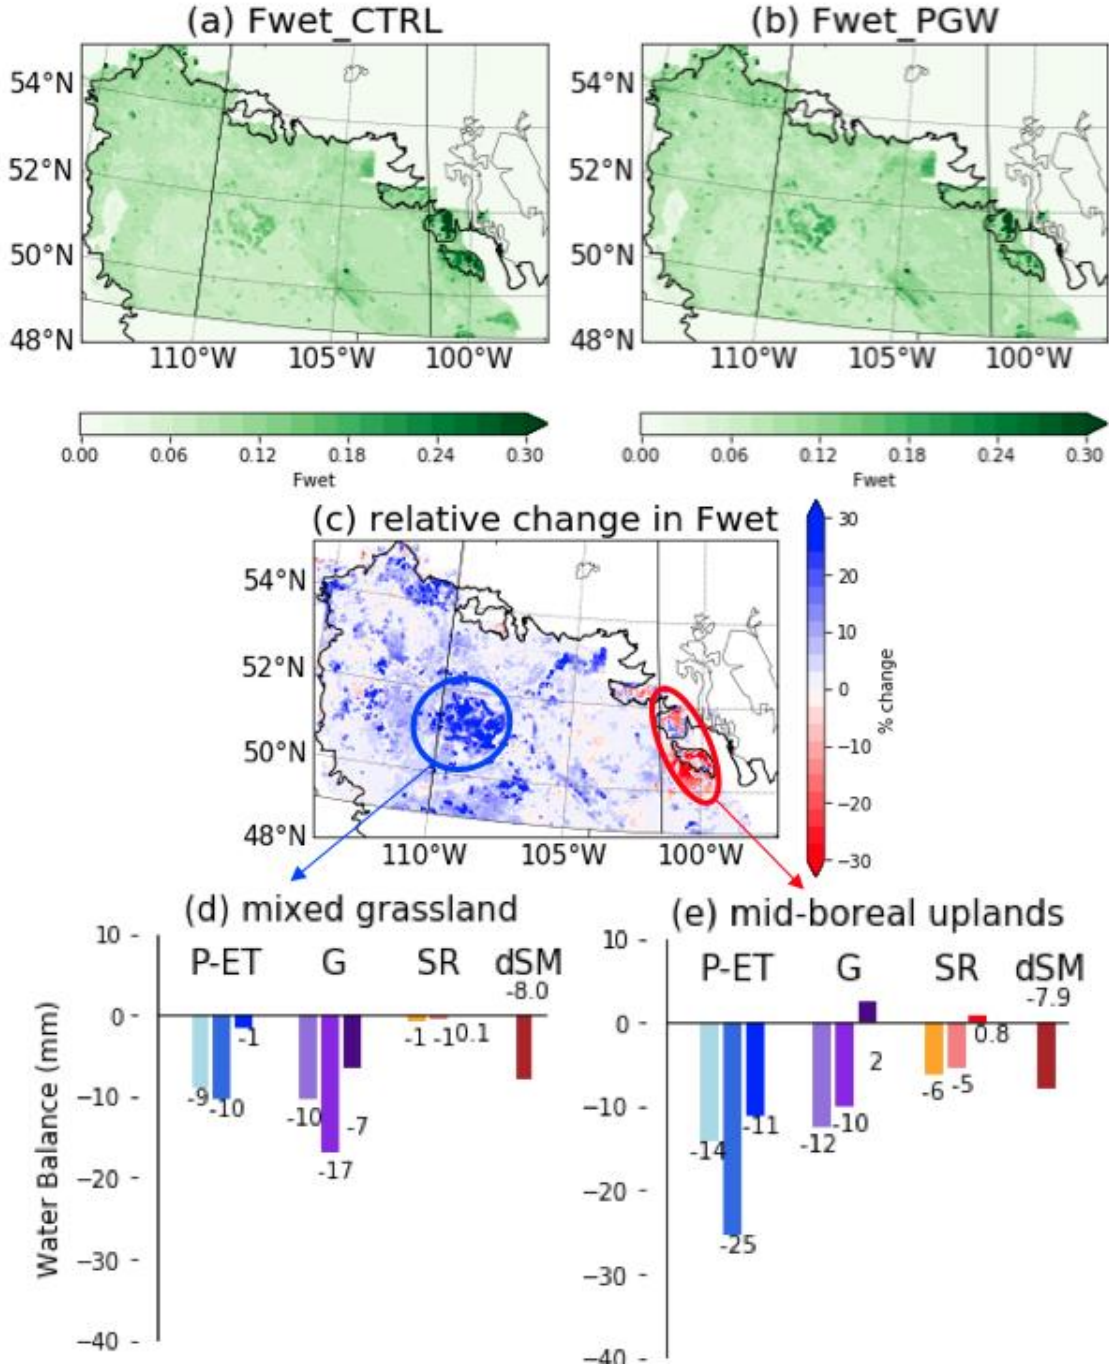 (a) Fwet_CTRL
(b) Fwet_PGW
54°N
52°N
50°N
48°N
110°W 105°W 100°W
54°N
52°N
50°N
48°N
110°W 105°W 100°W
0.00 0.06 0.12 0.18 0.24 0.30
Fwet
0.00 0.06 0.12 0.18 0.24 0.30
Fwet
(c) relative change in Fwet
54°N
52°N
50°N
48°N
110°W 105°W 100°W
30
20
10
0
−10
−20
−30
% change
(d) mixed grassland
10
0
−10
−20
−30
−40
Water Balance (mm)
P-ET G SR dSM
-8.0
-9 -10 -1
-10 -17 -7
-1 -1 0.1
(e) mid-boreal uplands
10
0
−10
−20
−30
−40
P-ET G SR dSM
-7.9
-14 -25 -11
-12 -10 2
-6 -5 0.8